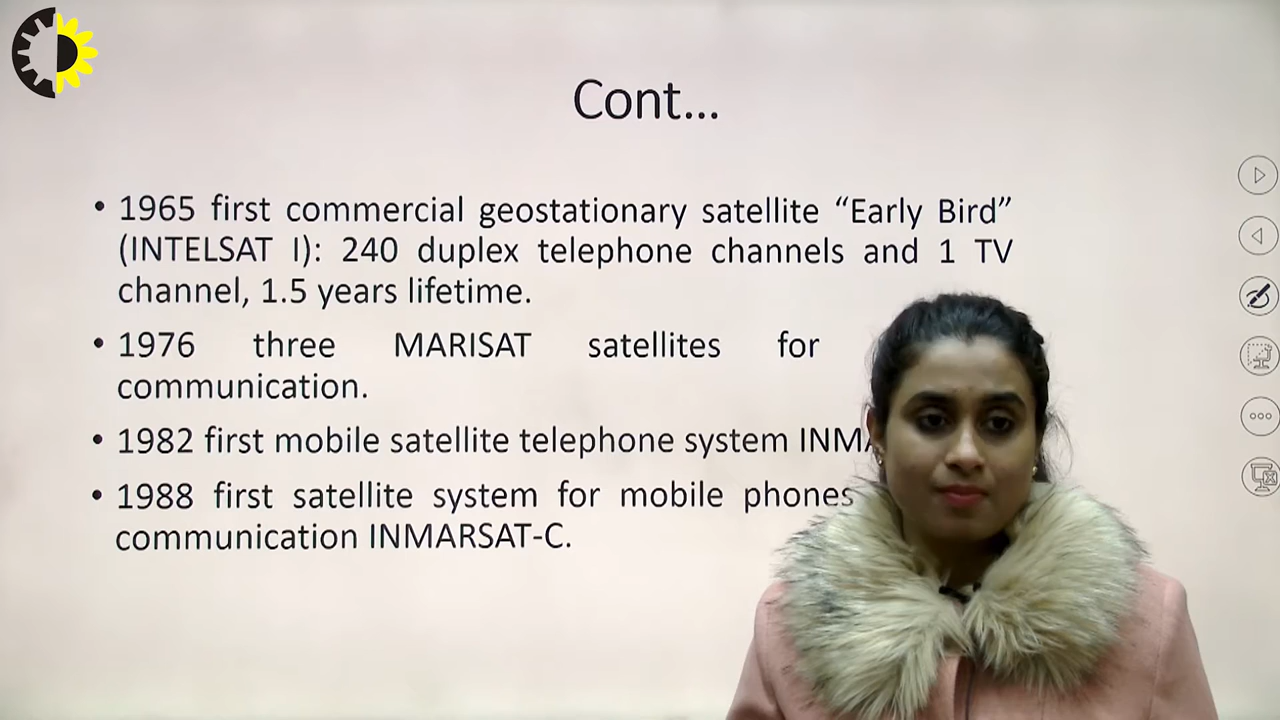 Cont...
• 1965 first commercial geostationary satellite “Early Bird”
(INTELSAT I): 240 duplex telephone channels and 1 TV
channel, 1.5 years lifetime.
• 1976 three MARISAT satellites for
communication.
• 1982 first mobile satellite telephone system
• 1988 first satellite system for mobile phones
communication INMARSAT-C.